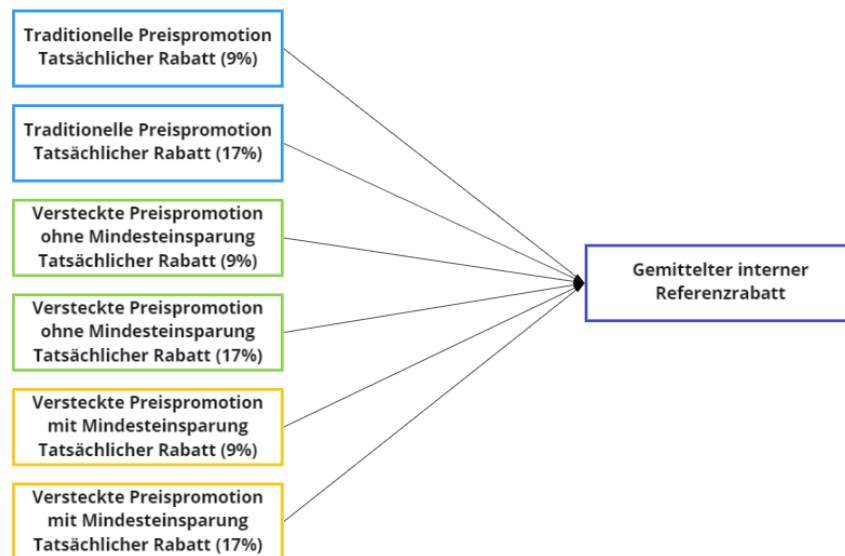 Traditionelle Preispromotion
Tatsächlicher Rabatt (9%)
Traditionelle Preispromotion
Tatsächlicher Rabatt (17%)
Versteckte Preispromotion
ohne Mindesteinsparung
Tatsächlicher Rabatt (9%)
Versteckte Preispromotion
ohne Mindesteinsparung
Tatsächlicher Rabatt (17%)
Versteckte Preispromotion
mit Mindesteinsparung
Tatsächlicher Rabatt (9%)
Versteckte Preispromotion
mit Mindesteinsparung
Tatsächlicher Rabatt (17%)
Gemittelter interner
Referenzrabatt